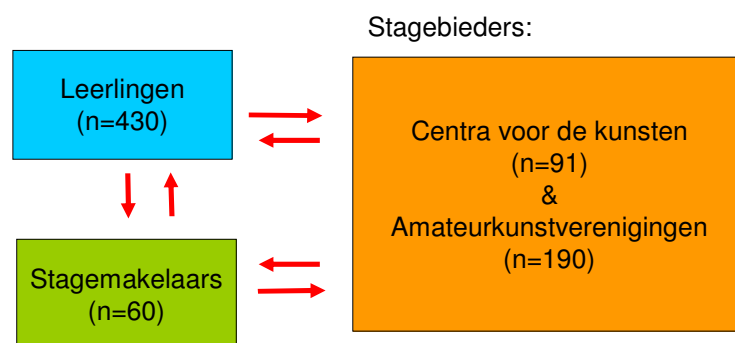 Stagebieders:
Leerlingen
(n=430)
Centra voor de kunsten
(n=91)
&
Amateurkunstverenigingen
(n=190)
Stagemakelaars
(n=60)